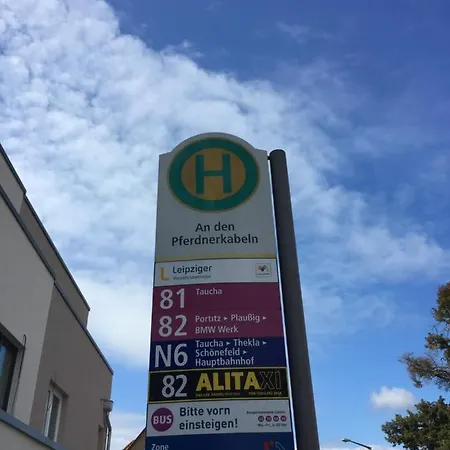 H
An den
Pferdnerkabeln
L Leipziger
81 Taucha
82 Portitz ▸ Plaußig ▸
BMW Werk
N6 Taucha ▸ Thekla ▸
Schönefeld ▸
Hauptbahnhof
82 ALITAXI
BUS Bitte vorn
einsteigen!
Zone